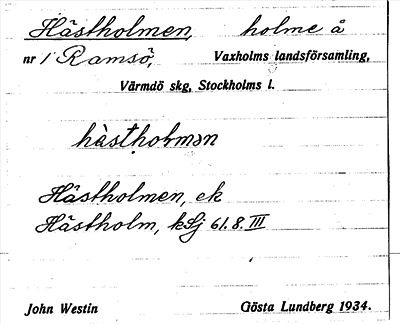 Hästholmen, holme å
nr 1 Ramsö, Vaxholms landsförsamling,
Värmdö skg, Stockholms l.
hàsthoḷmən
Hästholmen, ek
Hästholm, kSj 61. 8. III
John Westin Gösta Lundberg 1934.